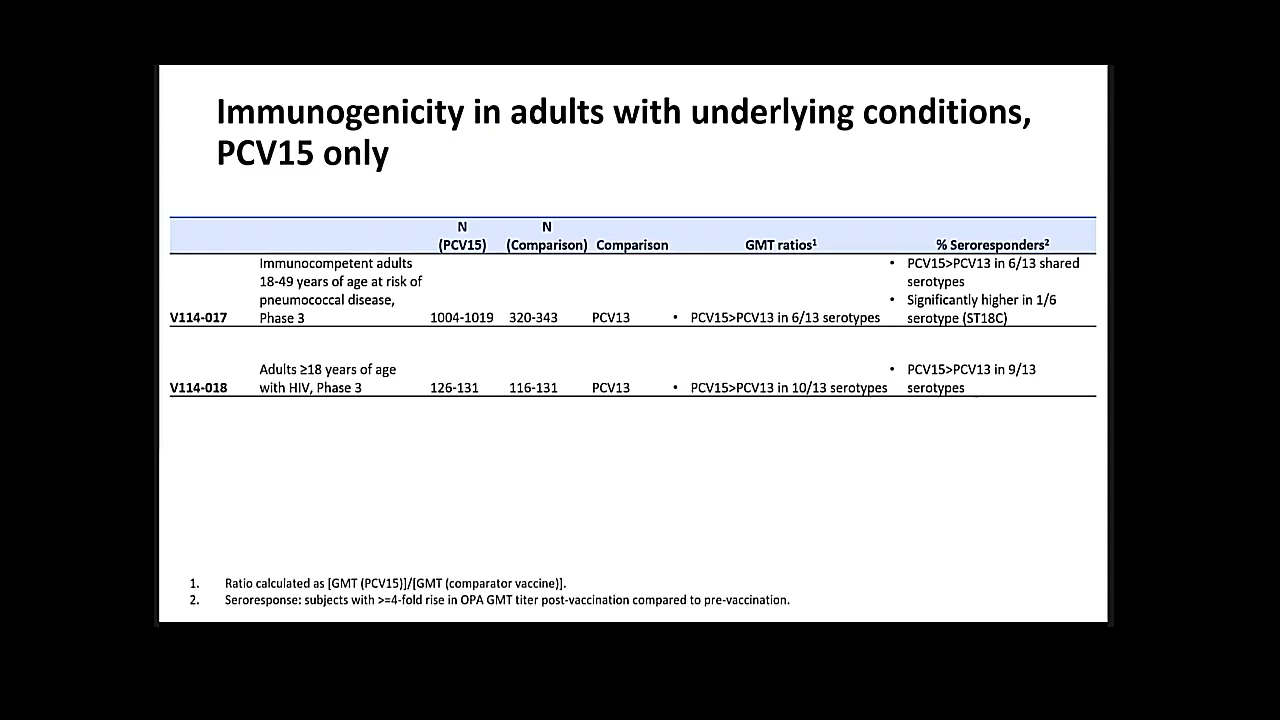 Immunogenicity in adults with underlying conditions,
PCV15 only
N
(PCV15)
N
(Comparison)
Comparison
GMT ratios¹
% Seroresponders²
V114-017
Immunocompetent adults
18-49 years of age at risk of
pneumococcal disease,
Phase 3
1004-1019
320-343
PCV13
• PCV15>PCV13 in 6/13 serotypes
• PCV15>PCV13 in 6/13 shared
serotypes
• Significantly higher in 1/6
serotype (ST18C)
V114-018
Adults ≥18 years of age
with HIV, Phase 3
126-131
116-131
PCV13
• PCV15>PCV13 in 10/13 serotypes
• PCV15>PCV13 in 9/13
serotypes
1. Ratio calculated as [GMT (PCV15)]/[GMT (comparator vaccine)].
2. Seroresponse: subjects with >=4-fold rise in OPA GMT titer post-vaccination compared to pre-vaccination.